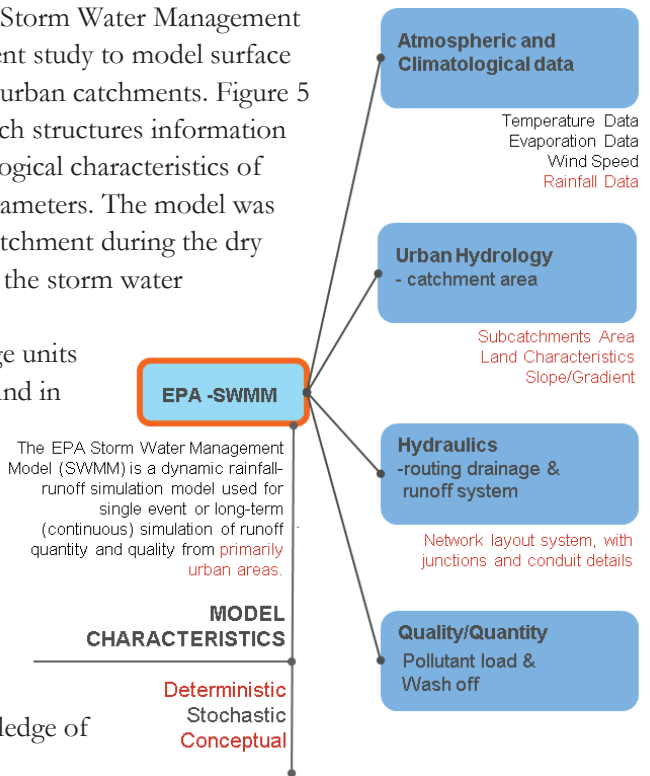 Storm Water Management
ent study to model surface
urban catchments. Figure 5
ch structures information
logical characteristics of
rameters. The model was
atchment during the dry
the storm water
ge units
and in
ledge of
EPA -SWMM
The EPA Storm Water Management
Model (SWMM) is a dynamic rainfall-
runoff simulation model used for
single event or long-term
(continuous) simulation of runoff
quantity and quality from primarily
urban areas.
MODEL
CHARACTERISTICS
Deterministic
Stochastic
Conceptual
Atmospheric and
Climatological data
Temperature Data
Evaporation Data
Wind Speed
Rainfall Data
Urban Hydrology
- catchment area
Subcatchments Area
Land Characteristics
Slope/Gradient
Hydraulics
-routing drainage &
runoff system
Network layout system, with
junctions and conduit details
Quality/Quantity
Pollutant load &
Wash off